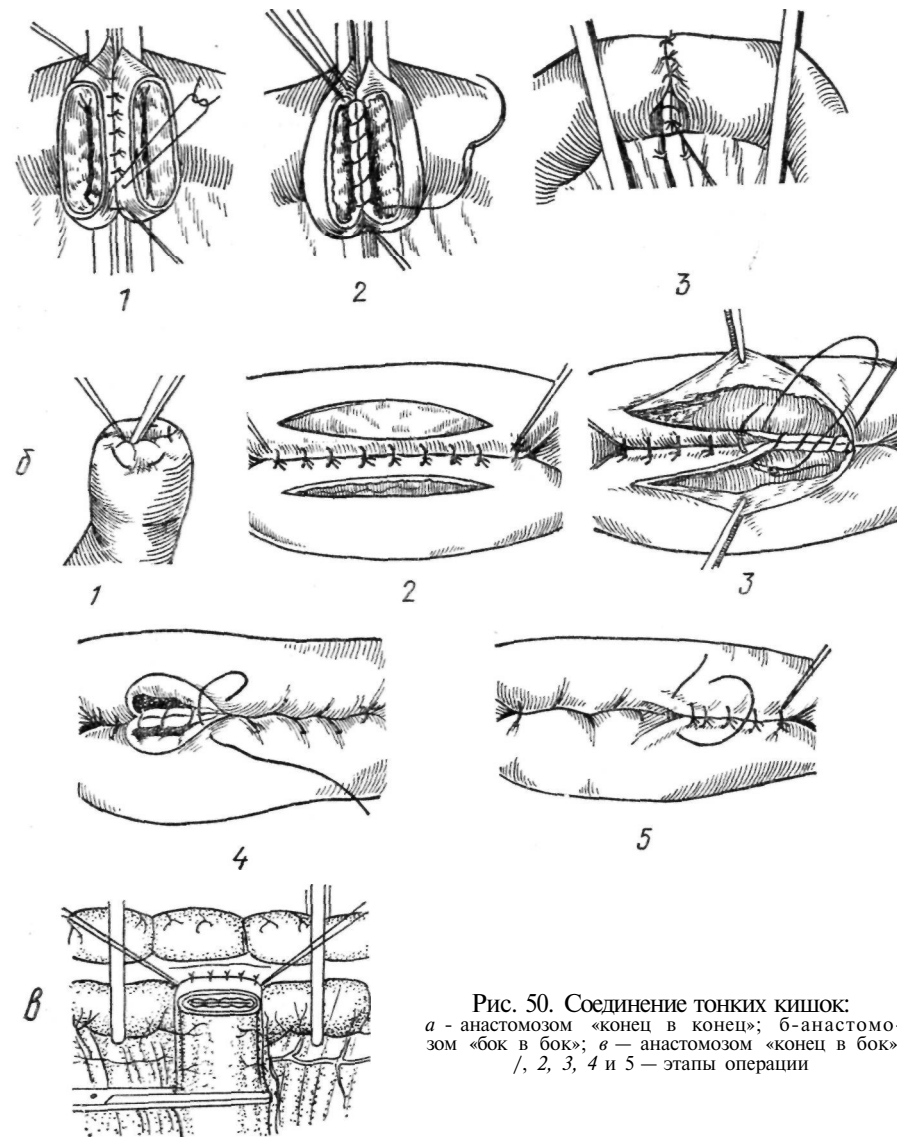 1 2 3
б
1 2 3
4 5
в
Рис. 50. Соединение тонких кишок:
а - анастомозом «конец в конец»; б-анастомо-
зом «бок в бок»; в — анастомозом «конец в бок»
/, 2, 3, 4 и 5 — этапы операции